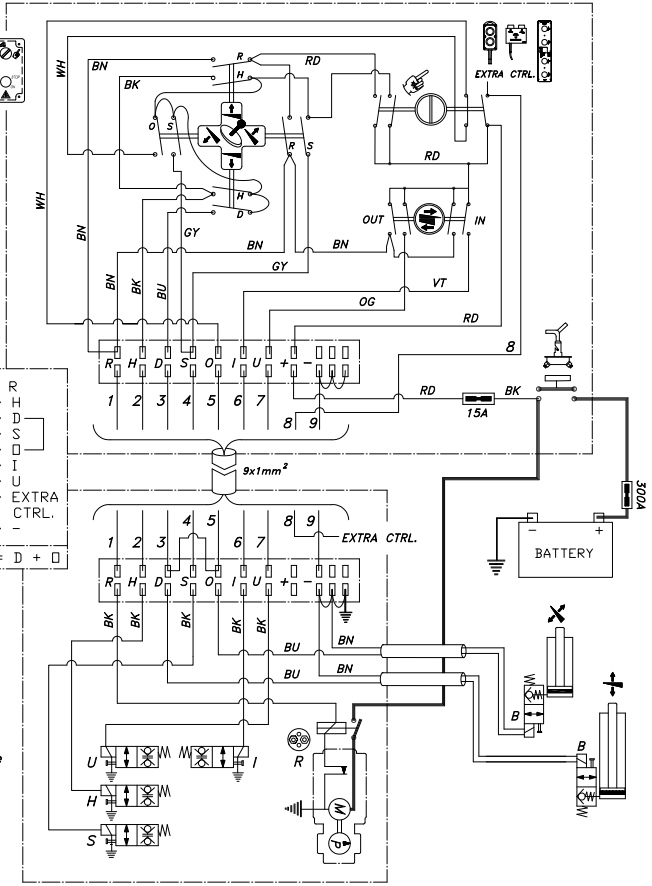 EXTRA CTRL.
WH
BN
BK
R
H
RD
O
S
R
S
RD
H
D
WH
BN
GY
BN
BK
BU
BN
BN
GY
OUT
IN
VT
OG
RD
8
R H D S O I U + -
1 2 3 4 5 6 7 8 9
RD
15A
BK
R
H
D
S
O
I
U
EXTRA
CTRL.
-
= D + O
9x1mm²
300A
- +
BATTERY
1 2 3 4 5 6 7 8 9
EXTRA CTRL.
R H D S O I U + -
BK
BK
BK
BK
BK
BU
BN
BU
BN
B
B
U
I
R
H
S
M
P